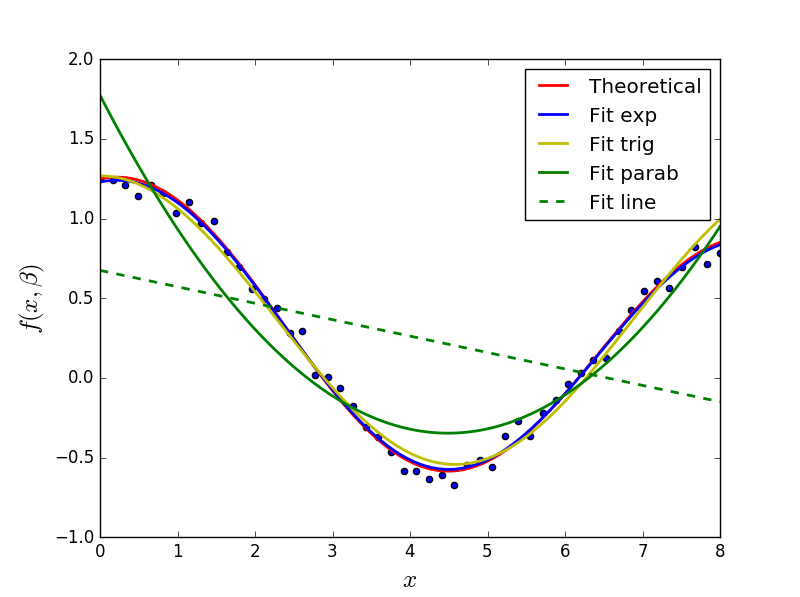 2.0
1.5
1.0
0.5
0.0
−0.5
−1.0
f(x, β)
Theoretical
Fit exp
Fit trig
Fit parab
Fit line
0 1 2 3 4 5 6 7 8
x